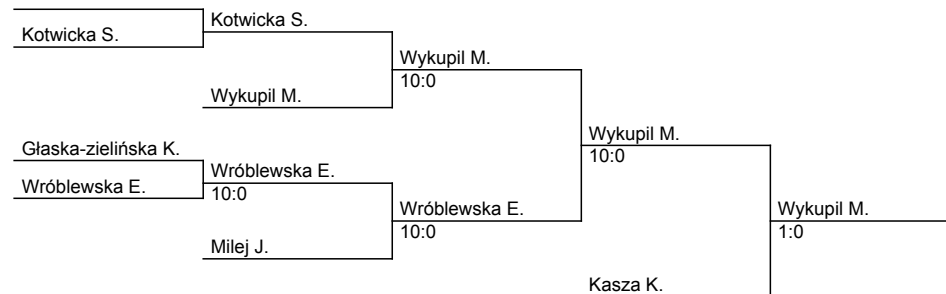 Kotwicka S.
Kotwicka S.
Wykupil M.
10:0
Wykupil M.
Wykupil M.
10:0
Głaska-zielińska K.
Wróblewska E.
Wróblewska E.
10:0
Wróblewska E.
10:0
Wykupil M.
1:0
Milej J.
Kasza K.